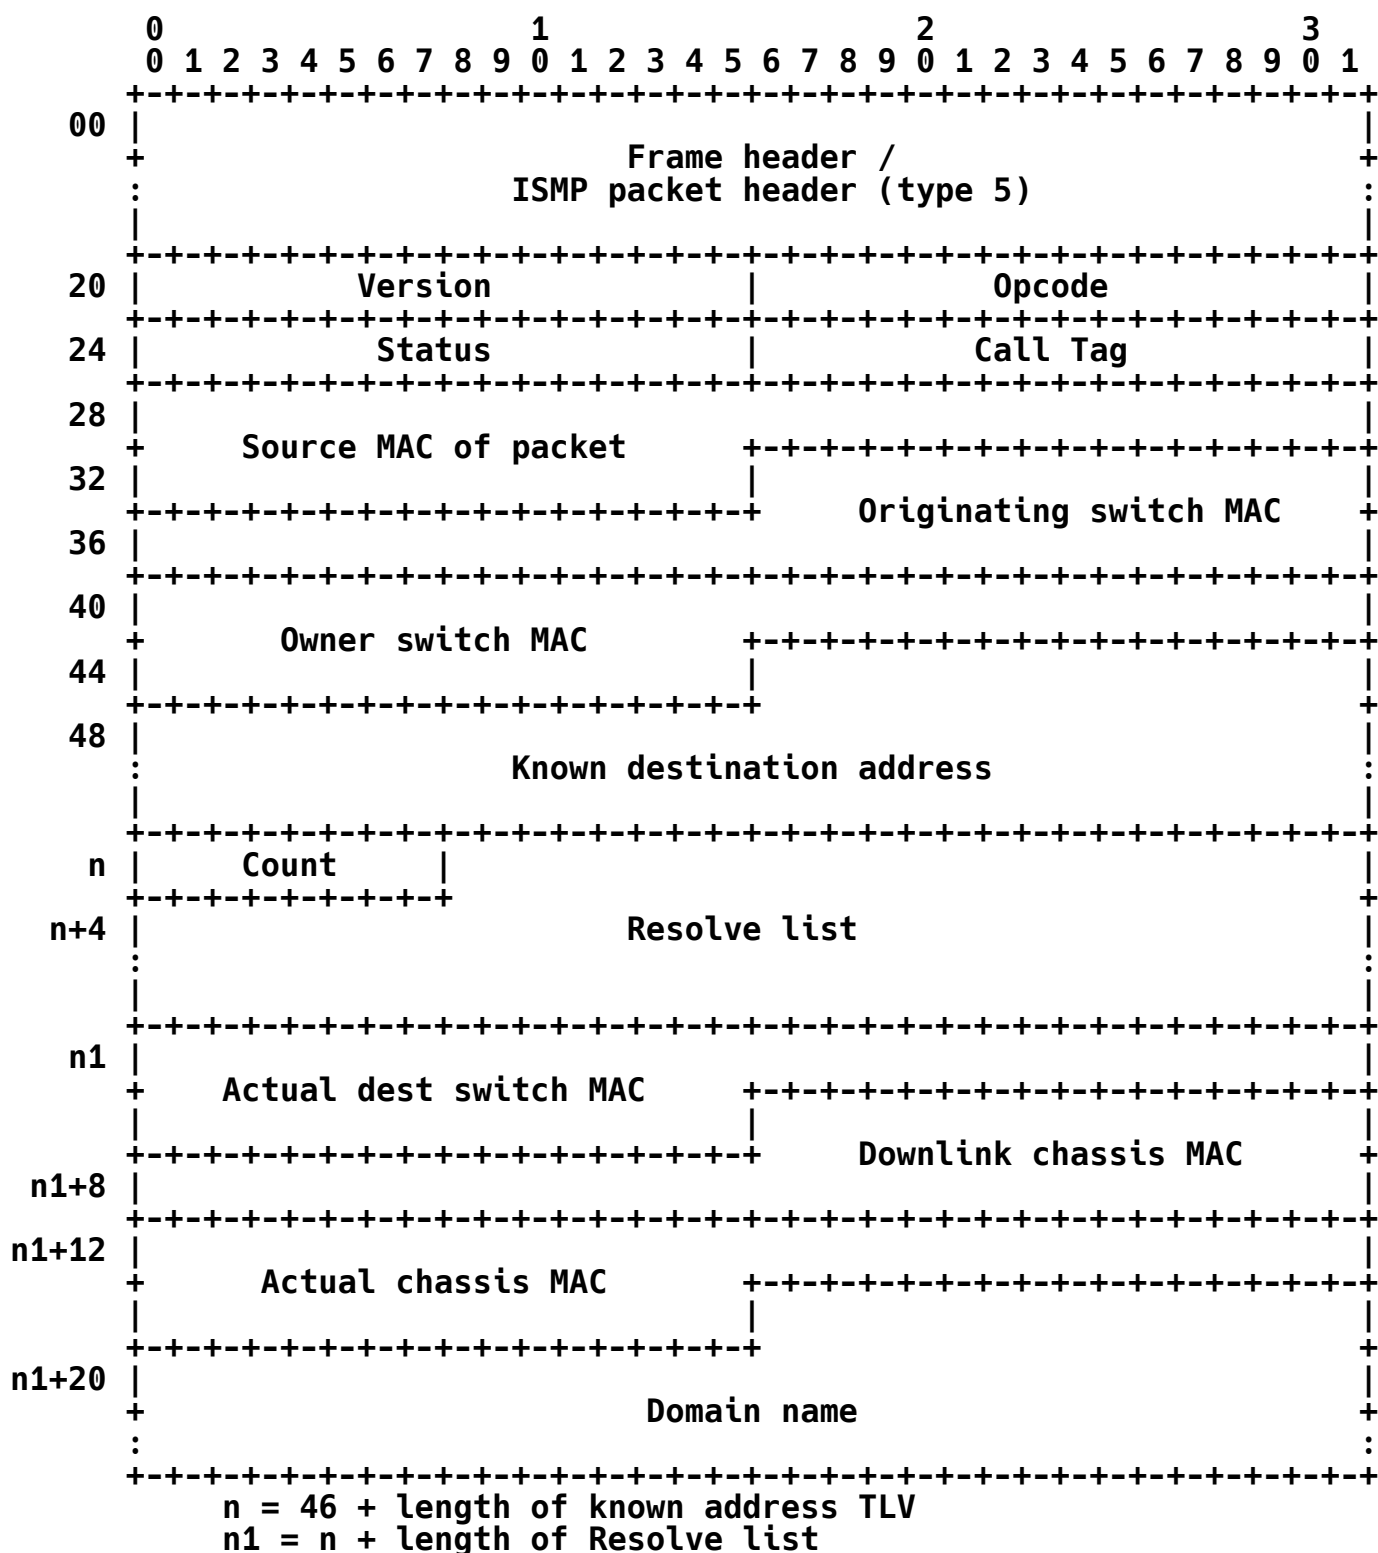 0                   1                   2                   3
                0 1 2 3 4 5 6 7 8 9 0 1 2 3 4 5 6 7 8 9 0 1 2 3 4 5 6 7 8 9 0 1
               +-+-+-+-+-+-+-+-+-+-+-+-+-+-+-+-+-+-+-+-+-+-+-+-+-+-+-+-+-+-+-+-+
            00 |                                                               |
               +                         Frame header /                        +
               :                   ISMP packet header (type 5)                 :
               |                                                               |
               +-+-+-+-+-+-+-+-+-+-+-+-+-+-+-+-+-+-+-+-+-+-+-+-+-+-+-+-+-+-+-+-+
            20 |           Version             |            Opcode             |
               +-+-+-+-+-+-+-+-+-+-+-+-+-+-+-+-+-+-+-+-+-+-+-+-+-+-+-+-+-+-+-+-+
            24 |            Status             |           Call Tag            |
               +-+-+-+-+-+-+-+-+-+-+-+-+-+-+-+-+-+-+-+-+-+-+-+-+-+-+-+-+-+-+-+-+
            28 |                                                               |
               +     Source MAC of packet      +-+-+-+-+-+-+-+-+-+-+-+-+-+-+-+-+
            32 |                               |                               |
               +-+-+-+-+-+-+-+-+-+-+-+-+-+-+-+-+     Originating switch MAC    +
            36 |                                                               |
               +-+-+-+-+-+-+-+-+-+-+-+-+-+-+-+-+-+-+-+-+-+-+-+-+-+-+-+-+-+-+-+-+
            40 |                                                               |
               +       Owner switch MAC        +-+-+-+-+-+-+-+-+-+-+-+-+-+-+-+-+
            44 |                               |                               |
               +-+-+-+-+-+-+-+-+-+-+-+-+-+-+-+-+                               +
            48 |                                                               |
               :                   Known destination address                   :
               |                                                               |
               +-+-+-+-+-+-+-+-+-+-+-+-+-+-+-+-+-+-+-+-+-+-+-+-+-+-+-+-+-+-+-+-+
             n |     Count     |                                               |
               +-+-+-+-+-+-+-+-+                                               +
           n+4 |                         Resolve list                          |
               :                                                               :
               |                                                               |
               +-+-+-+-+-+-+-+-+-+-+-+-+-+-+-+-+-+-+-+-+-+-+-+-+-+-+-+-+-+-+-+-+
            n1 |                                                               |
               +    Actual dest switch MAC     +-+-+-+-+-+-+-+-+-+-+-+-+-+-+-+-+
               |                               |                               |
               +-+-+-+-+-+-+-+-+-+-+-+-+-+-+-+-+     Downlink chassis MAC      +
          n1+8 |                                                               |
               +-+-+-+-+-+-+-+-+-+-+-+-+-+-+-+-+-+-+-+-+-+-+-+-+-+-+-+-+-+-+-+-+
         n1+12 |                                                               |
               +      Actual chassis MAC       +-+-+-+-+-+-+-+-+-+-+-+-+-+-+-+-+
               |                               |                               |
               +-+-+-+-+-+-+-+-+-+-+-+-+-+-+-+-+                               +
         n1+20 |                                                               |
               +                          Domain name                          +
               :                                                               :
               +-+-+-+-+-+-+-+-+-+-+-+-+-+-+-+-+-+-+-+-+-+-+-+-+-+-+-+-+-+-+-+-+
                    n = 46 + length of known address TLV
                    n1 = n + length of Resolve list